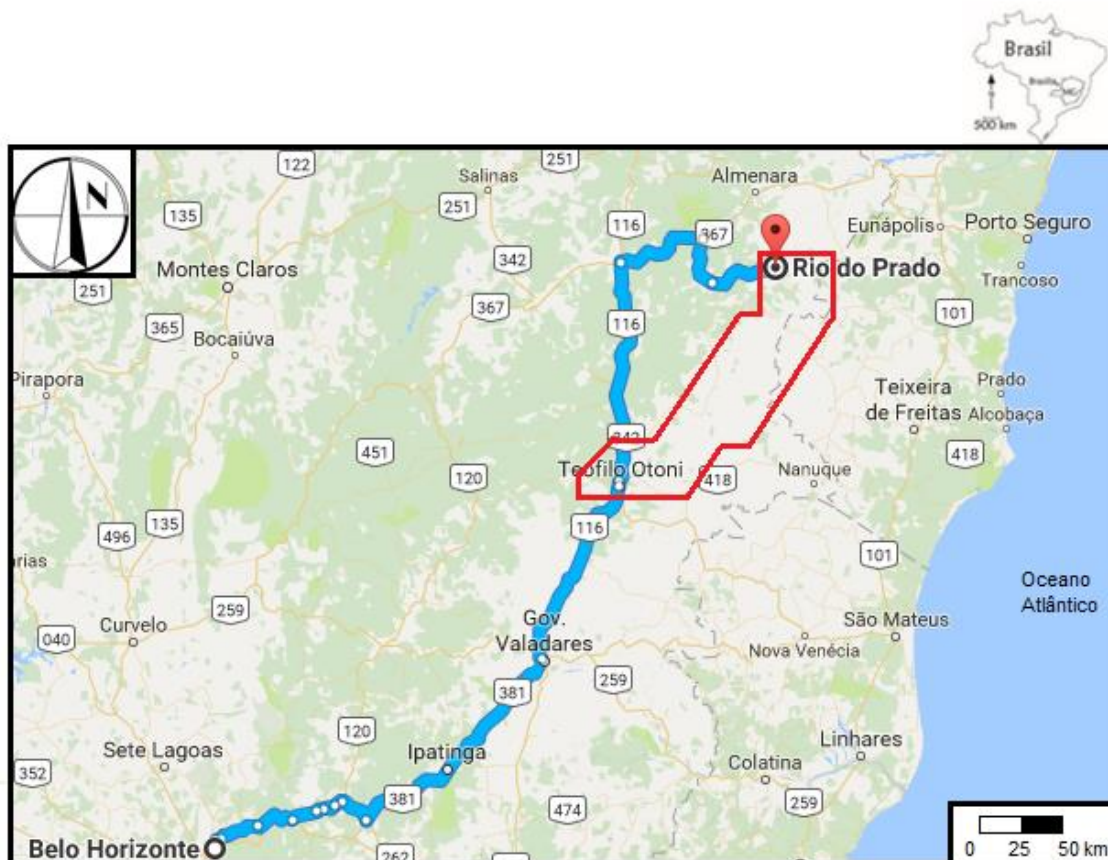 Brasil
500 km
N
251
122
Salinas
Almenara
135
251
116
367
Eunápolis
Porto Seguro
342
Rio do Prado
Montes Claros
Trancoso
251
367
101
365
116
Bocaiúva
Pirapora
Teixeira
de Freitas
Prado
Alcobaça
342
451
418
Teofilo Otoni
120
418
Nanuque
135
116
496
101
rias
Oceano
Atlântico
259
Gov.
Valadares
São Mateus
040
Curvelo
Nova Venécia
259
381
120
Sete Lagoas
Ipatinga
Linhares
352
Colatina
381
259
474
Belo Horizonte
262
0 25 50 km